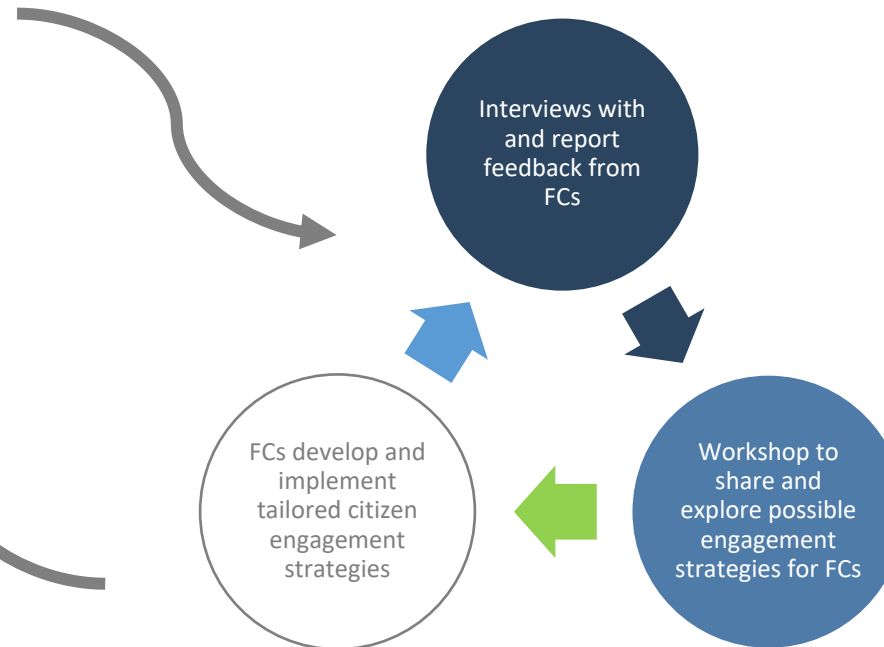 Interviews with
and report
feedback from
FCs
Workshop to
share and
explore possible
engagement
strategies for FCs
FCs develop and
implement
tailored citizen
engagement
strategies